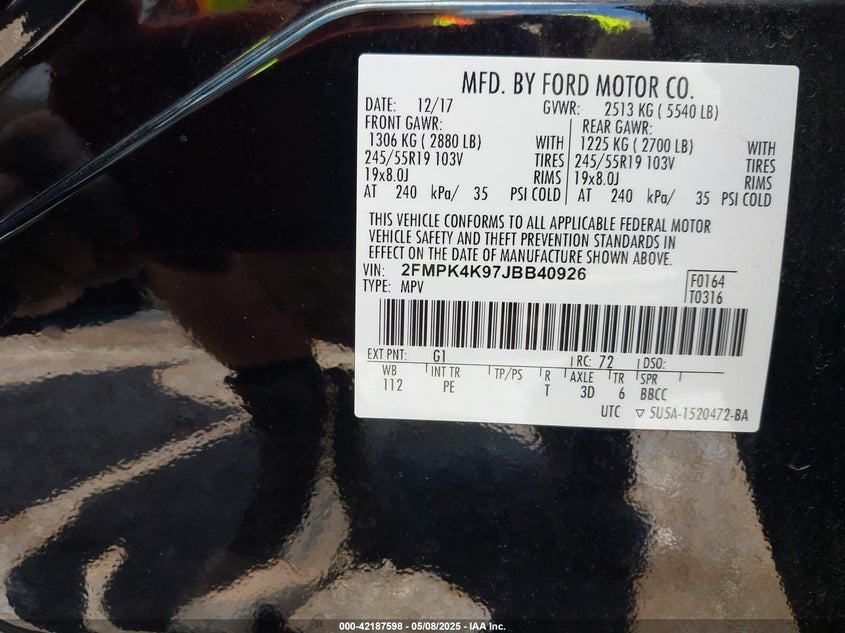 MFD. BY FORD MOTOR CO.
DATE: 12/17 GVWR: 2513 KG ( 5540 LB)
FRONT GAWR: REAR GAWR:
1306 KG ( 2880 LB) WITH 1225 KG ( 2700 LB) WITH
245/55R19 103V TIRES 245/55R19 103V TIRES
19x8.0J RIMS 19x8.0J RIMS
AT 240 kPa/ 35 PSI COLD AT 240 kPa/ 35 PSI COLD
THIS VEHICLE CONFORMS TO ALL APPLICABLE FEDERAL MOTOR
VEHICLE SAFETY AND THEFT PREVENTION STANDARDS IN
EFFECT ON THE DATE OF MANUFACTURE SHOWN ABOVE.
VIN: 2FMPK4K97JBB40926 F0164
TYPE: MPV T0316
EXT PNT: G1 RC: 72 DSO:
WB INT TR TP/PS R AXLE TR SPR
112 PE T 3D 6 BBCC
UTC ▽ 5U5A-1520472-BA
000-42187598 - 05/08/2025 - IAA Inc.